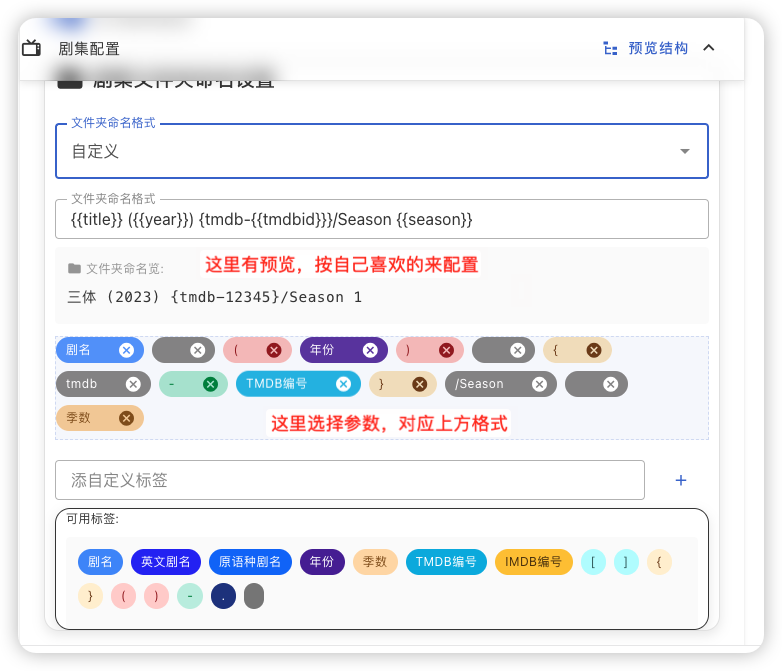 剧集配置
预览结构
剧集文件夹命名设置
文件夹命名格式
自定义
文件夹命名格式
{{title}} ({{year}}) {tmdb-{{tmdbid}}}/Season {{season}}
文件夹命名览:
这里有预览，按自己喜欢的来配置
三体 (2023) {tmdb-12345}/Season 1
剧名 ( 年份 ) {
tmdb - TMDB编号 } /Season
季数
这里选择参数，对应上方格式
添自定义标签
+
可用标签:
剧名 英文剧名 原语种剧名 年份 季数 TMDB编号 IMDB编号 [ ] {
} ( ) - .